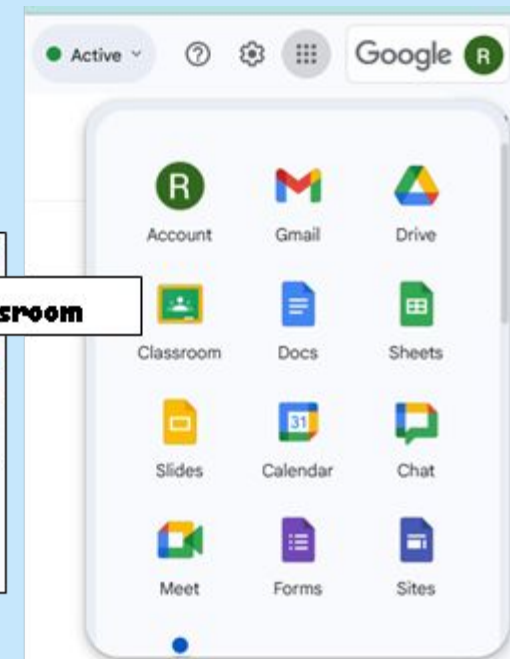 Active
Google R
R
Account Gmail Drive
sroom
Classroom Docs Sheets
31
Slides Calendar Chat
Meet Forms Sites